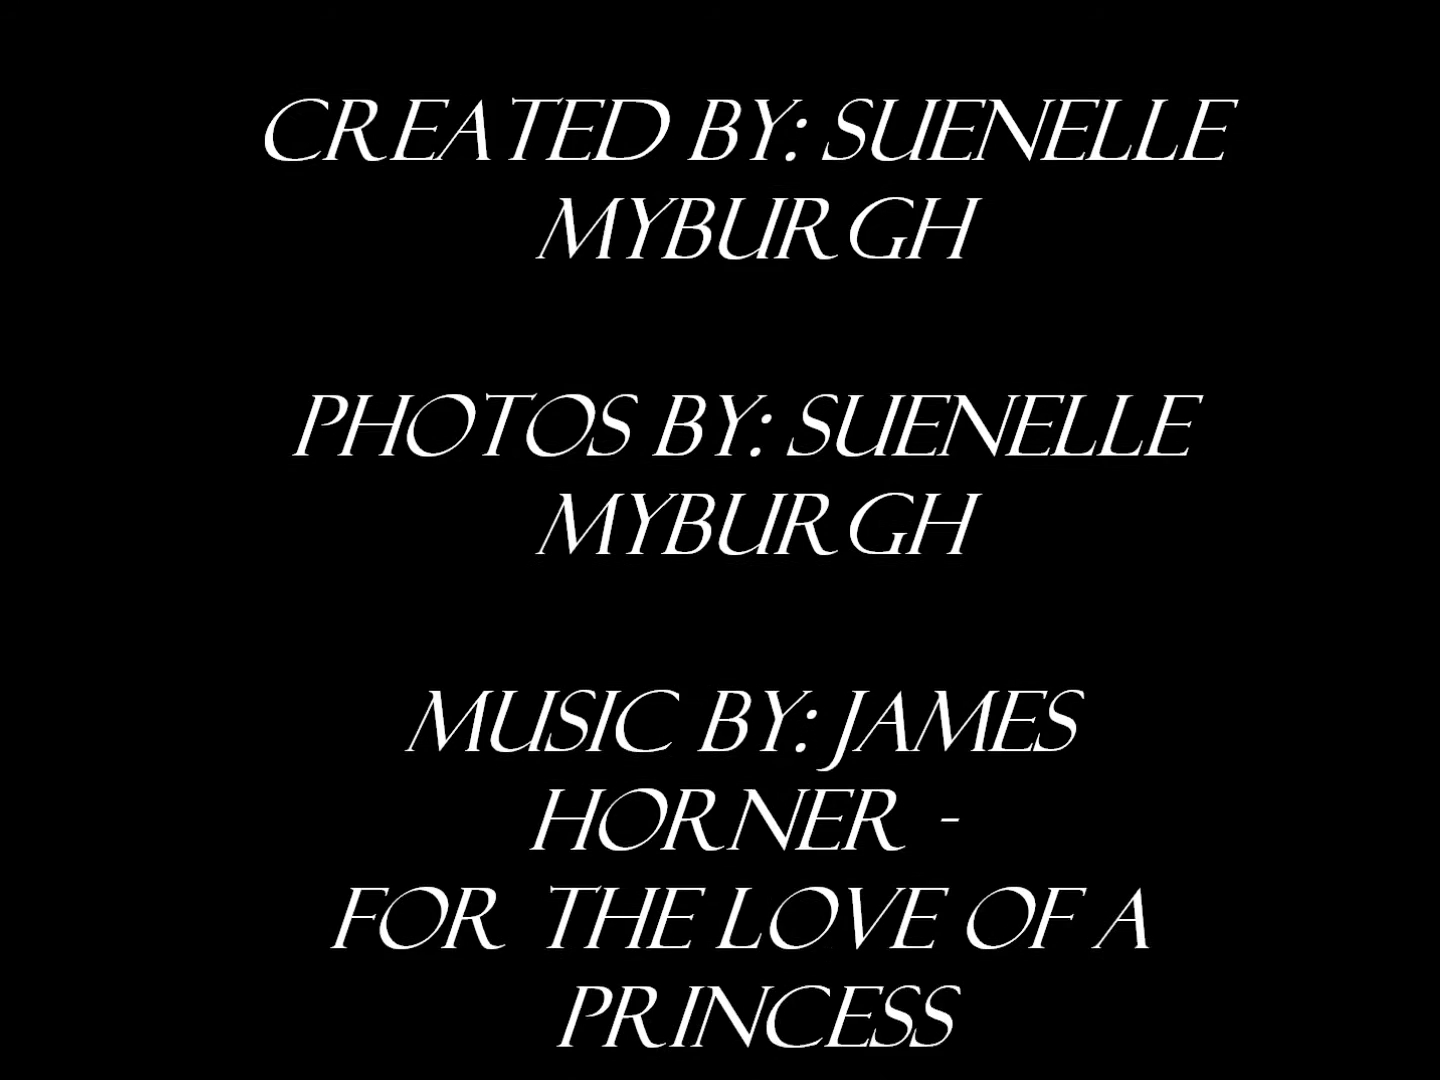 CREATED BY: SUENELLE
MYBURGH
PHOTOS BY: SUENELLE
MYBURGH
MUSIC BY: JAMES
HORNER -
FOR THE LOVE OF A
PRINCESS